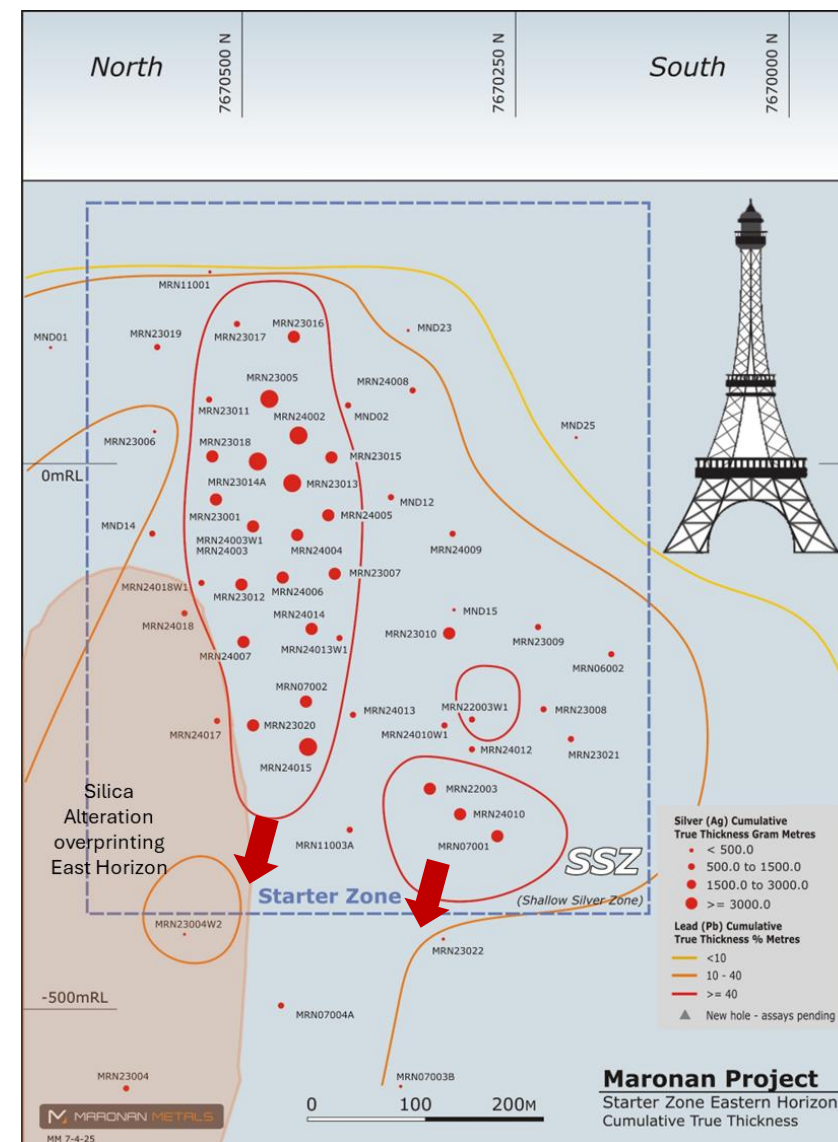 North
7670500 N
7670250 N
South
7670000 N
MRN11001
MND01
MRN23019
MRN23017
MRN23016
MND23
MRN23005
MRN24008
MRN23011
MRN24002
MND02
MRN23006
MRN23018
MRN23015
MND25
0mRL
MRN23014A
MRN23013
MND12
MRN23001
MRN24005
MND14
MRN24003W1
MRN24003
MRN24004
MRN24009
MRN24018W1
MRN23012
MRN24006
MRN23007
MRN24018
MRN24014
MND15
MRN23010
MRN23009
MRN24007
MRN24013W1
MRN06002
MRN07002
MRN22003W1
MRN24013
MRN23008
MRN24017
MRN23020
MRN24010W1
MRN24012
MRN23021
MRN24015
Silica
Alteration
overprinting
East Horizon
MRN22003
MRN24010
MRN11003A
MRN07001
SSZ
Starter Zone
(Shallow Silver Zone)
MRN23004W2
MRN23022
-500mRL
MRN07004A
MRN23004
MRN07003B
Silver (Ag) Cumulative
True Thickness Gram Metres
< 500.0
500.0 to 1500.0
1500.0 to 3000.0
>= 3000.0
Lead (Pb) Cumulative
True Thickness % Metres
<10
10 - 40
>= 40
New hole - assays pending
MARONAN METALS
MM 7-4-25
0 100 200M
Maronan Project
Starter Zone Eastern Horizon
Cumulative True Thickness